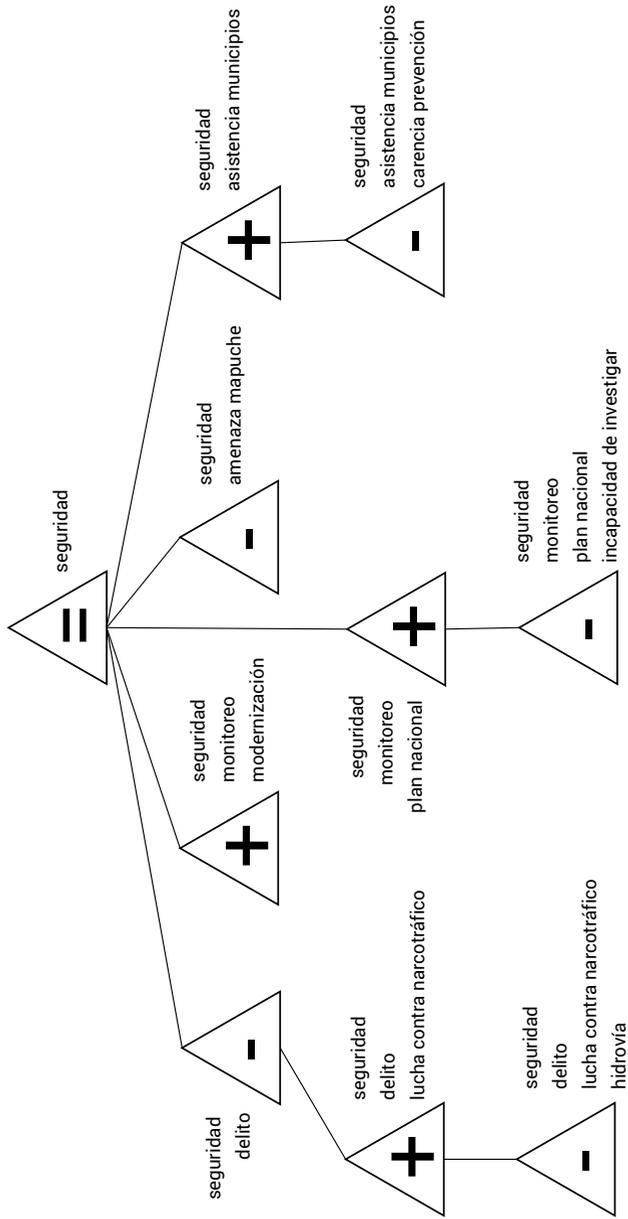 seguridad
=
seguridad
delito
-
seguridad
monitoreo
modernización
+
seguridad
amenaza mapuche
-
seguridad
asistencia municipios
+
seguridad
delito
lucha contra narcotráfico
+
seguridad
monitoreo
plan nacional
+
seguridad
asistencia municipios
carencia prevención
-
seguridad
delito
lucha contra narcotráfico
hidrovía
-
seguridad
monitoreo
plan nacional
incapacidad de investigar
-